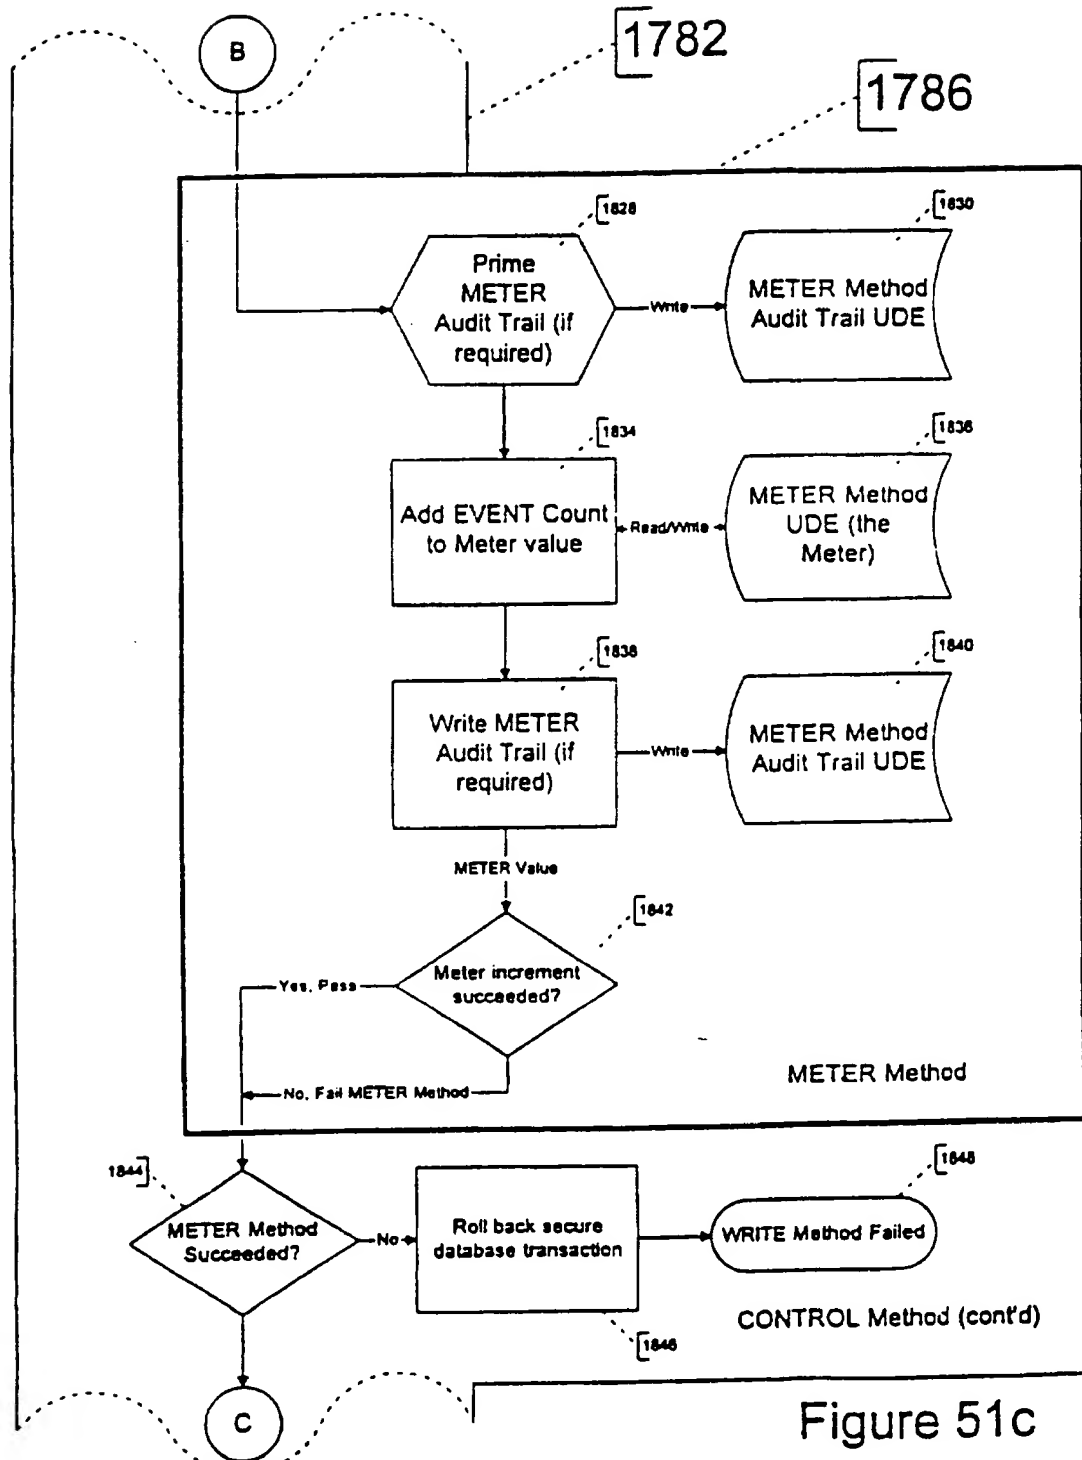 B
1782
1786
1828
1830
Prime
METER
Audit Trail (if
required)
Write
METER Method
Audit Trail UDE
1834
1836
Add EVENT Count
to Meter value
Read/Write
METER Method
UDE (the
Meter)
1838
1840
Write METER
Audit Trail (if
required)
Write
METER Method
Audit Trail UDE
METER Value
1842
Meter increment
succeeded?
Yes, Pass
No, Fail METER Method
METER Method
1844
1848
METER Method
Succeeded?
No
Roll back secure
database transaction
WRITE Method Failed
1846
CONTROL Method (cont'd)
C
Figure 51c